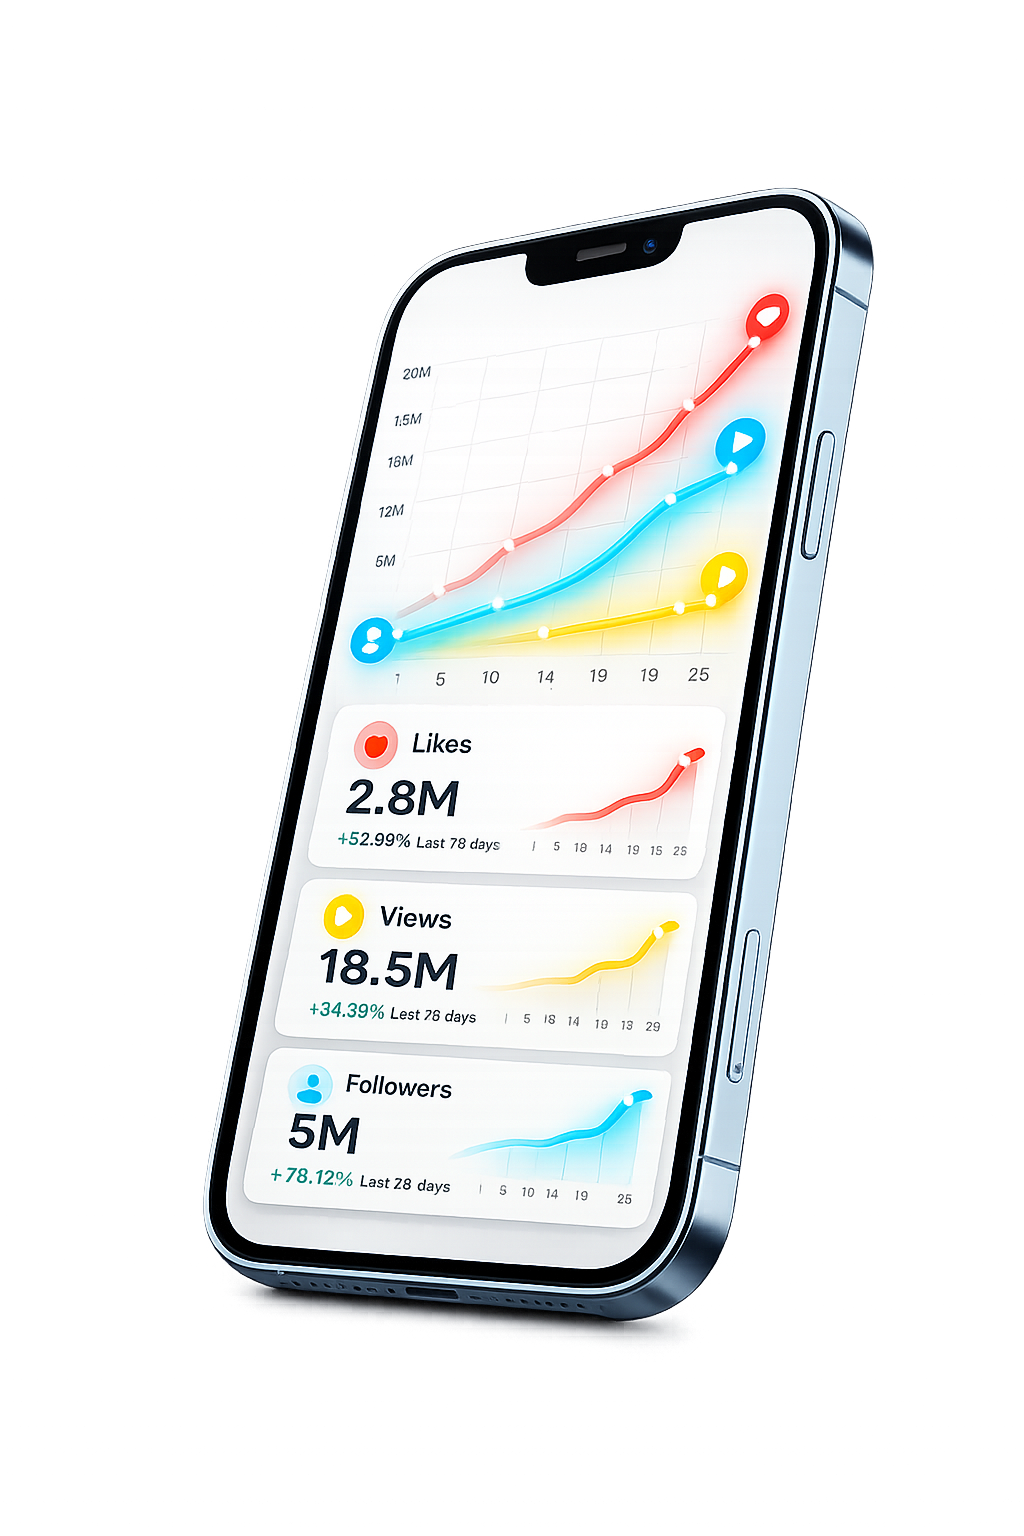 20M
1.5M
18M
12M
5M
1 5 10 14 19 19 25
Likes
2.8M
+52.99% Last 78 days
5 18 14 19 15 25
Views
18.5M
+34.39% Lest 78 days
5 18 14 19 13 29
Followers
5M
+78.12% Last 28 days
5 10 14 19 25